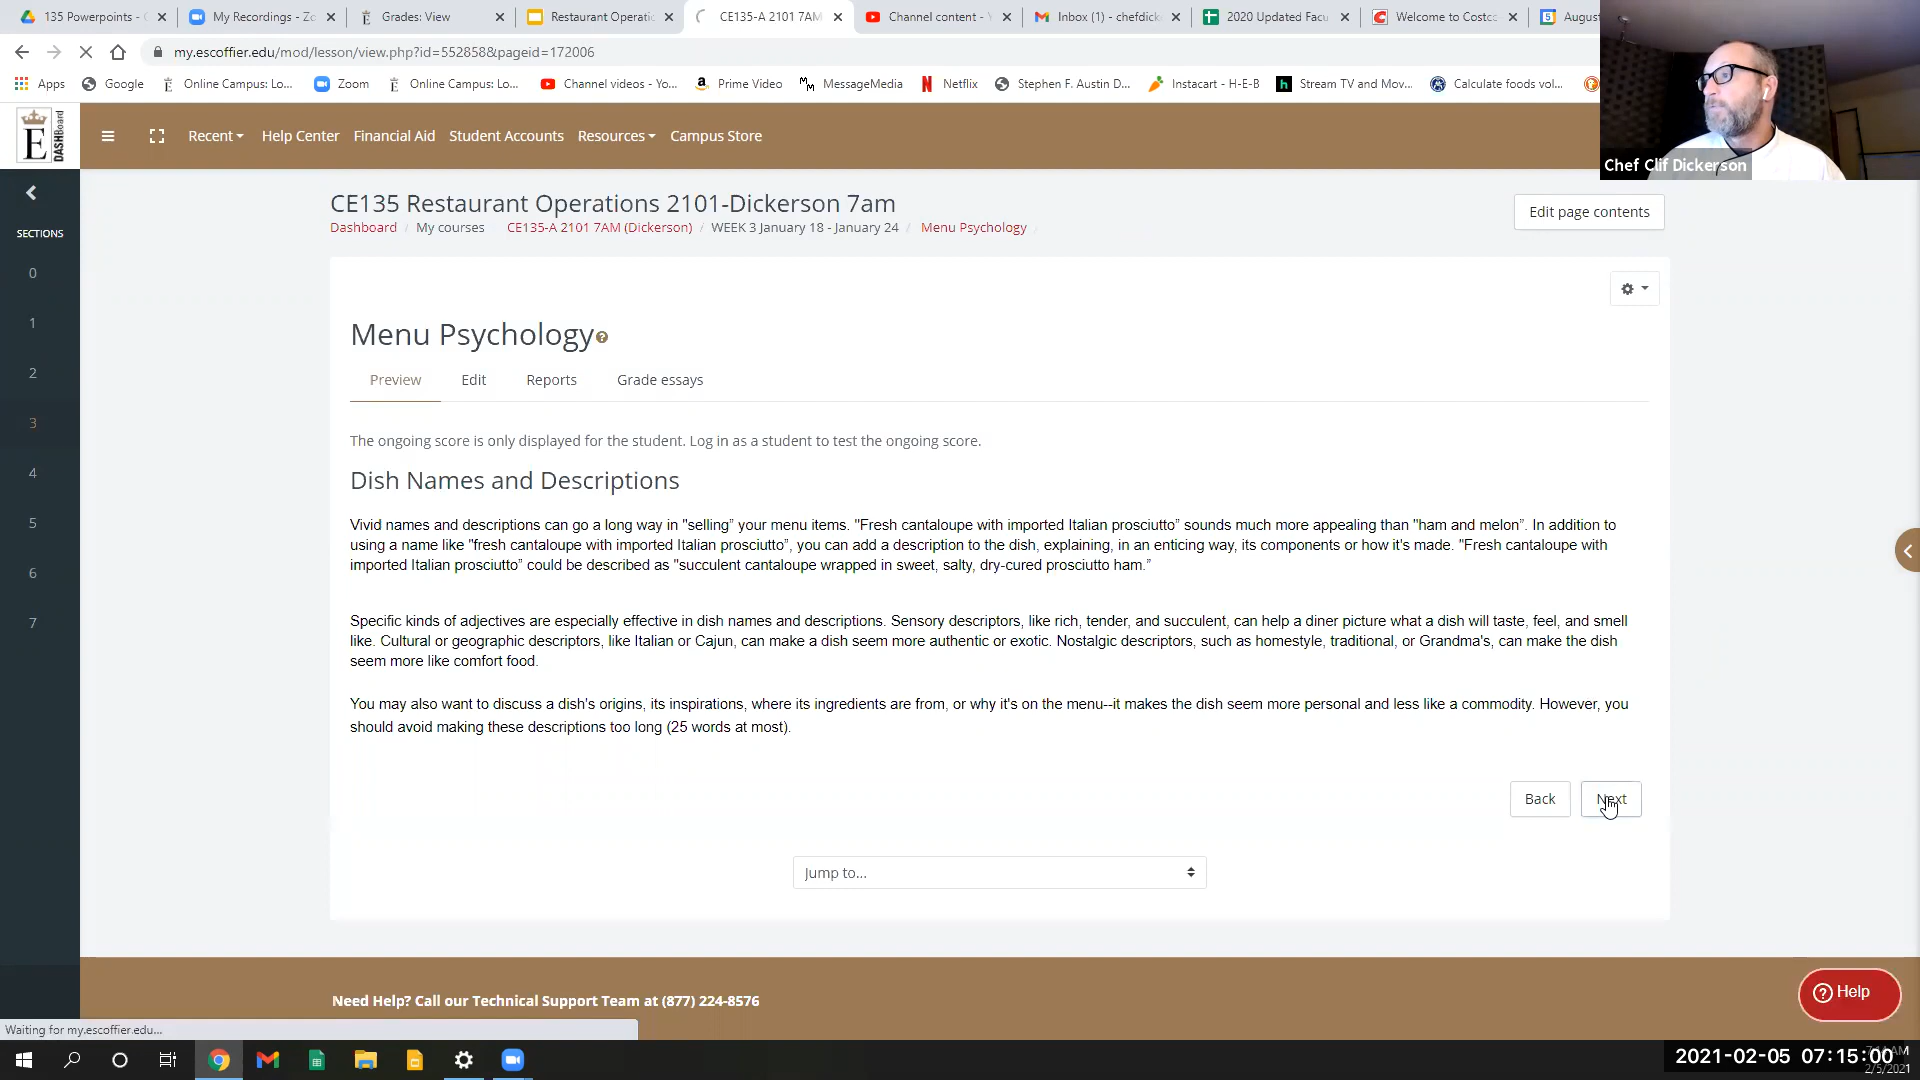 135 Powerpoints - 
My Recordings - Zo
Grades: View
Restaurant Operati
CE135-A 2101 7AM
Channel content - 
Inbox (1) - chefdick
2020 Updated Facu
Welcome to Costco
August
my.escoffier.edu/mod/lesson/view.php?id=552858&pageid=172006
Apps
Google
Online Campus: Lo...
Zoom
Online Campus: Lo...
Channel videos - Yo...
Prime Video
MessageMedia
Netflix
Stephen F. Austin D...
Instacart - H-E-B
Stream TV and Mov...
Calculate foods vol...
E DASHBoard
Recent
Help Center
Financial Aid
Student Accounts
Resources
Campus Store
Chef Clif Dickerson
SECTIONS
0
1
2
3
4
5
6
7
CE135 Restaurant Operations 2101-Dickerson 7am
Dashboard / My courses CE135-A 2101 7AM (Dickerson) / WEEK 3 January 18 - January 24 / Menu Psychology
Edit page contents
Menu Psychology
Preview
Edit
Reports
Grade essays
The ongoing score is only displayed for the student. Log in as a student to test the ongoing score.
Dish Names and Descriptions
Vivid names and descriptions can go a long way in "selling" your menu items. "Fresh cantaloupe with imported Italian prosciutto” sounds much more appealing than "ham and melon”. In addition to
using a name like "fresh cantaloupe with imported Italian prosciutto”, you can add a description to the dish, explaining, in an enticing way, its components or how it's made. "Fresh cantaloupe with
imported Italian prosciutto” could be described as "succulent cantaloupe wrapped in sweet, salty, dry-cured prosciutto ham.”
Specific kinds of adjectives are especially effective in dish names and descriptions. Sensory descriptors, like rich, tender, and succulent, can help a diner picture what a dish will taste, feel, and smell
like. Cultural or geographic descriptors, like Italian or Cajun, can make a dish seem more authentic or exotic. Nostalgic descriptors, such as homestyle, traditional, or Grandma's, can make the dish
seem more like comfort food.
You may also want to discuss a dish's origins, its inspirations, where its ingredients are from, or why it's on the menu--it makes the dish seem more personal and less like a commodity. However, you
should avoid making these descriptions too long (25 words at most).
Back
Next
Jump to...
Need Help? Call our Technical Support Team at (877) 224-8576
Help
Waiting for my.escoffier.edu...
2021-02-05 07:15:00
2/5/2021